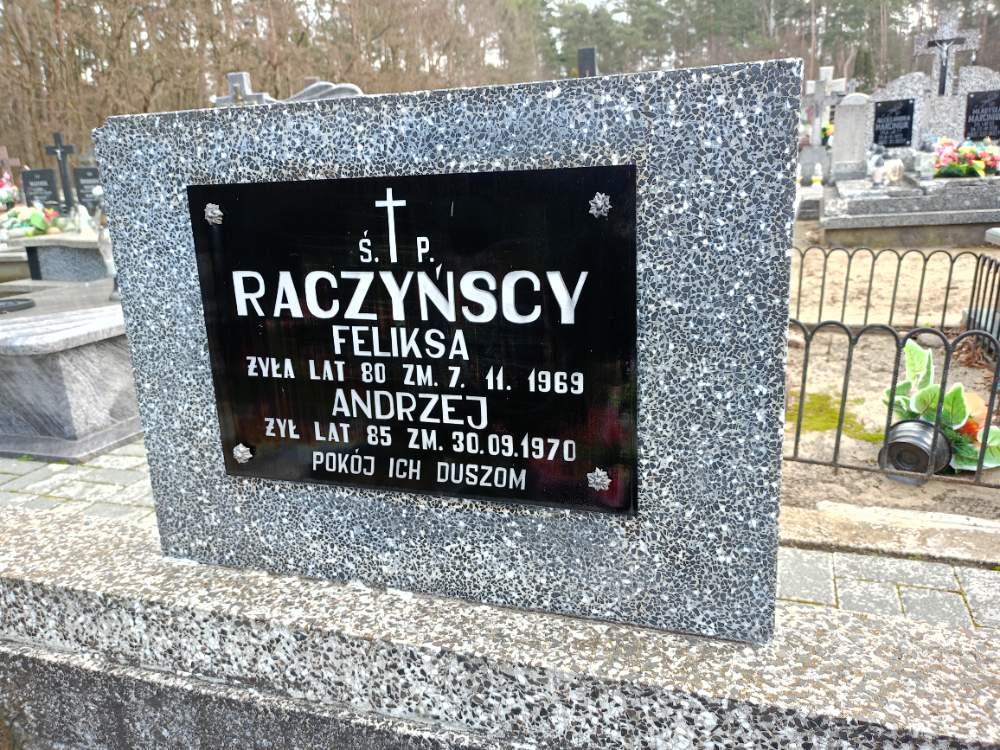 Ś. P.
RACZYŃSCY
FELIKSA
ŻYŁA LAT 80 ZM. 7. 11. 1969
ANDRZEJ
ŻYŁ LAT 85 ZM. 30.09.1970
POKÓJ ICH DUSZOM